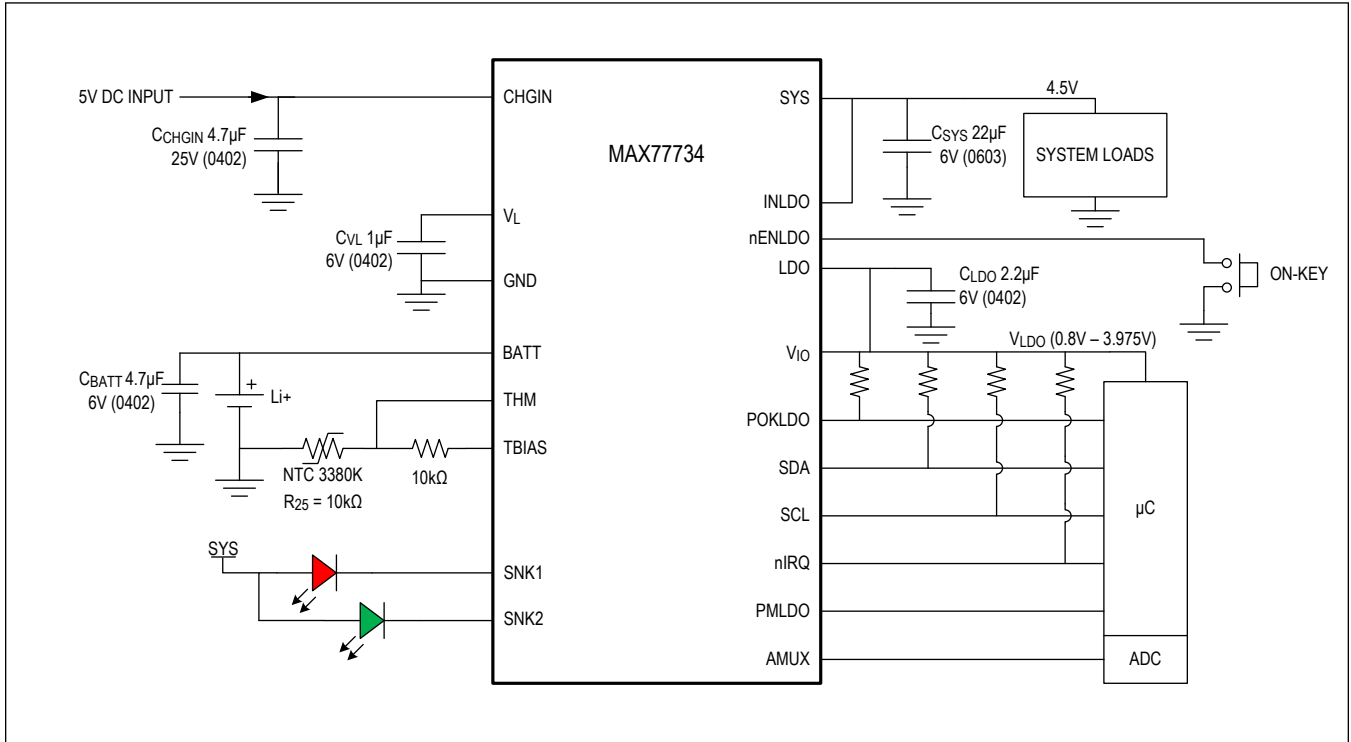 5V DC INPUT
CCHGIN 4.7µF
25V (0402)
CHGIN
MAX77734
SYS
4.5V
CSYS 22µF
6V (0603)
SYSTEM LOADS
INLDO
VL
CVL 1µF
6V (0402)
GND
nENLDO
LDO
CLDO 2.2µF
6V (0402)
ON-KEY
BATT
CBATT 4.7µF
6V (0402)
+
Li+
THM
TBIAS
NTC 3380K
R25 = 10kΩ
10kΩ
VIO
VLDO (0.8V – 3.975V)
POKLDO
SDA
SCL
nIRQ
PMLDO
AMUX
µC
ADC
SYS
SNK1
SNK2